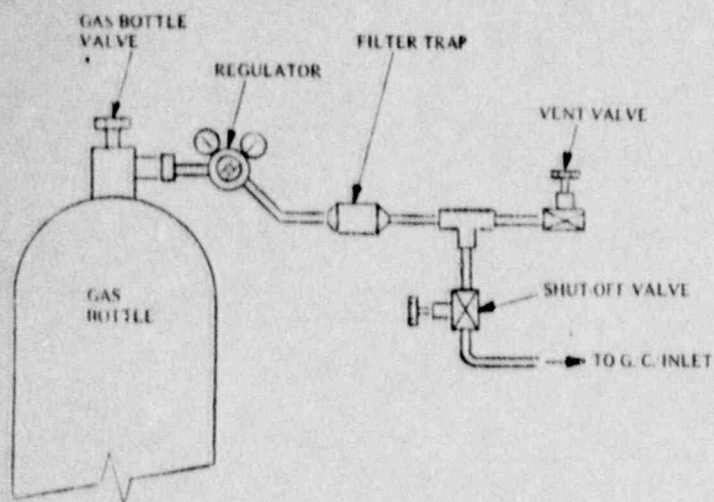 GAS BOTTLE
VALVE
REGULATOR
FILTER TRAP
VENT VALVE
GAS
BOTTLE
SHUT-OFF VALVE
TO G. C. INLET